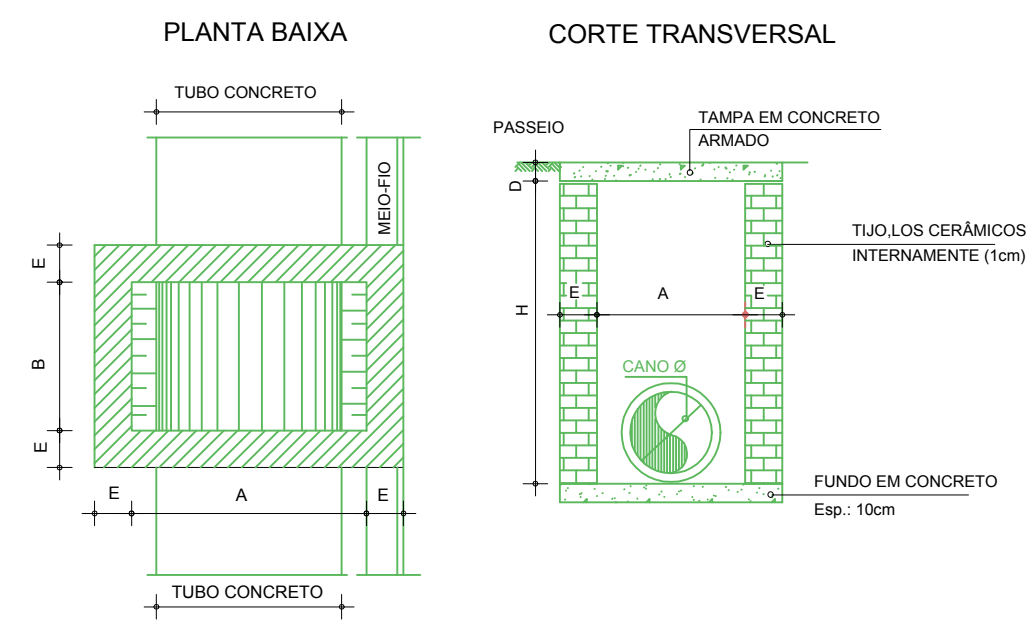 PLANTA BAIXA
TUBO CONCRETO
MEIO-FIO
E
B
E
E
A
E
TUBO CONCRETO
CORTE TRANSVERSAL
PASSEIO
TAMPA EM CONCRETO
ARMADO
D
TIJO,LOS CERÂMICOS
INTERNAMENTE (1cm)
H
E
A
E
CANO Ø
FUNDO EM CONCRETO
Esp.: 10cm